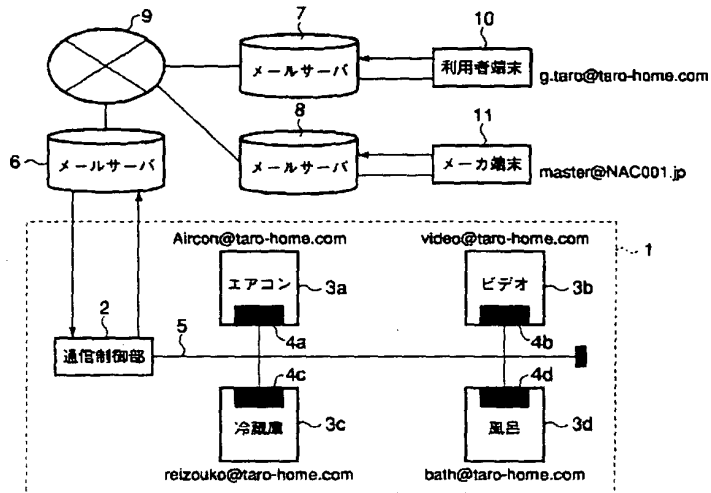 9
7
10
メールサーバ
利用者端末
g.taro@taro-home.com
8
11
6
メールサーバ
メールサーバ
メーカ端末
master@NAC001.jp
Aircon@taro-home.com
video@taro-home.com
1
エアコン
3a
ビデオ
3b
2
5
4a
4b
通信制御部
4c
4d
冷蔵庫
3c
風呂
3d
reizouko@taro-home.com
bath@taro-home.com